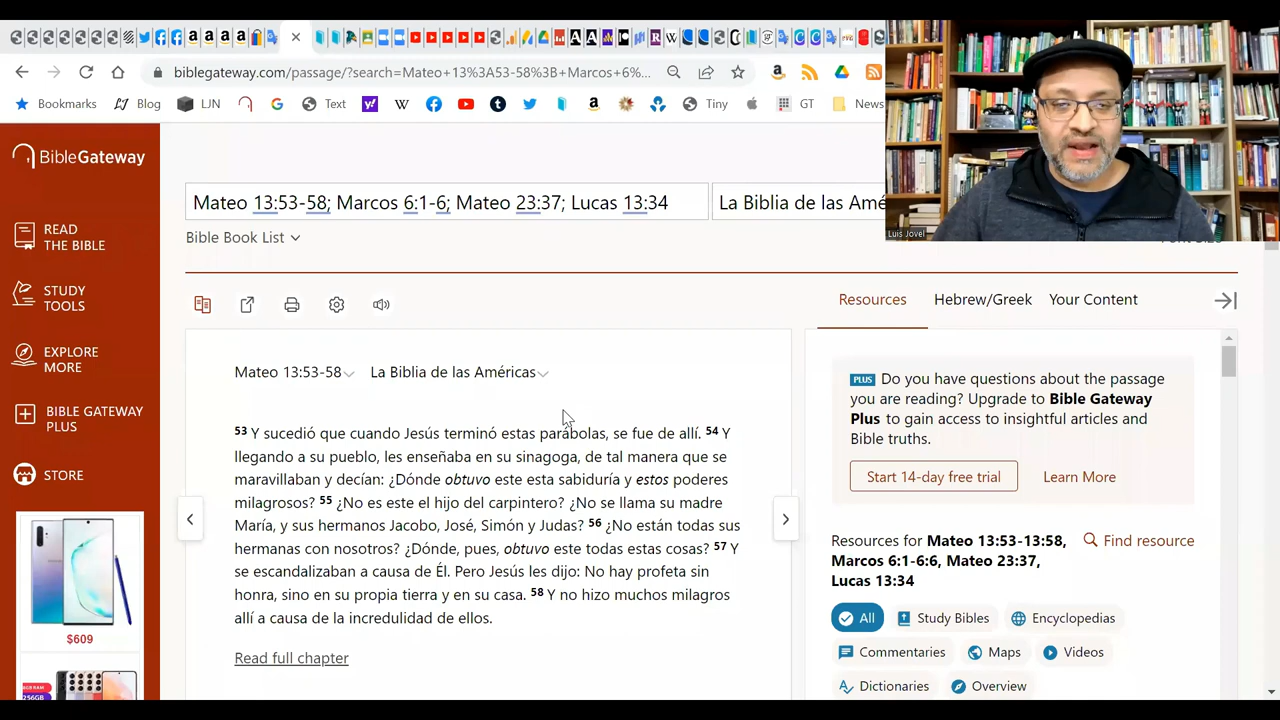 biblegateway.com/passage/?search=Mateo+13%3A53-58%3B+Marcos+6%...
Bookmarks Blog LJN Text Tiny GT News
BibleGateway
READ
THE BIBLE
STUDY
TOOLS
EXPLORE
MORE
BIBLE GATEWAY
PLUS
STORE
$609
Mateo 13:53-58; Marcos 6:1-6; Mateo 23:37; Lucas 13:34
La Biblia de las Amé
Luis Jovel
Bible Book List
Resources Hebrew/Greek Your Content
Mateo 13:53-58 La Biblia de las Américas
53 Y sucedió que cuando Jesús terminó estas parábolas, se fue de allí. 54 Y
llegando a su pueblo, les enseñaba en su sinagoga, de tal manera que se
maravillaban y decían: ¿Dónde obtuvo este esta sabiduría y estos poderes
milagrosos? 55 ¿No es este el hijo del carpintero? ¿No se llama su madre
María, y sus hermanos Jacobo, José, Simón y Judas? 56 ¿No están todas sus
hermanas con nosotros? ¿Dónde, pues, obtuvo este todas estas cosas? 57 Y
se escandalizaban a causa de Él. Pero Jesús les dijo: No hay profeta sin
honra, sino en su propia tierra y en su casa. 58 Y no hizo muchos milagros
allí a causa de la incredulidad de ellos.
Read full chapter
PLUS Do you have questions about the passage
you are reading? Upgrade to Bible Gateway
Plus to gain access to insightful articles and
Bible truths.
Start 14-day free trial Learn More
Resources for Mateo 13:53-13:58,
Marcos 6:1-6:6, Mateo 23:37,
Lucas 13:34
Find resource
All Study Bibles Encyclopedias
Commentaries Maps Videos
Dictionaries Overview